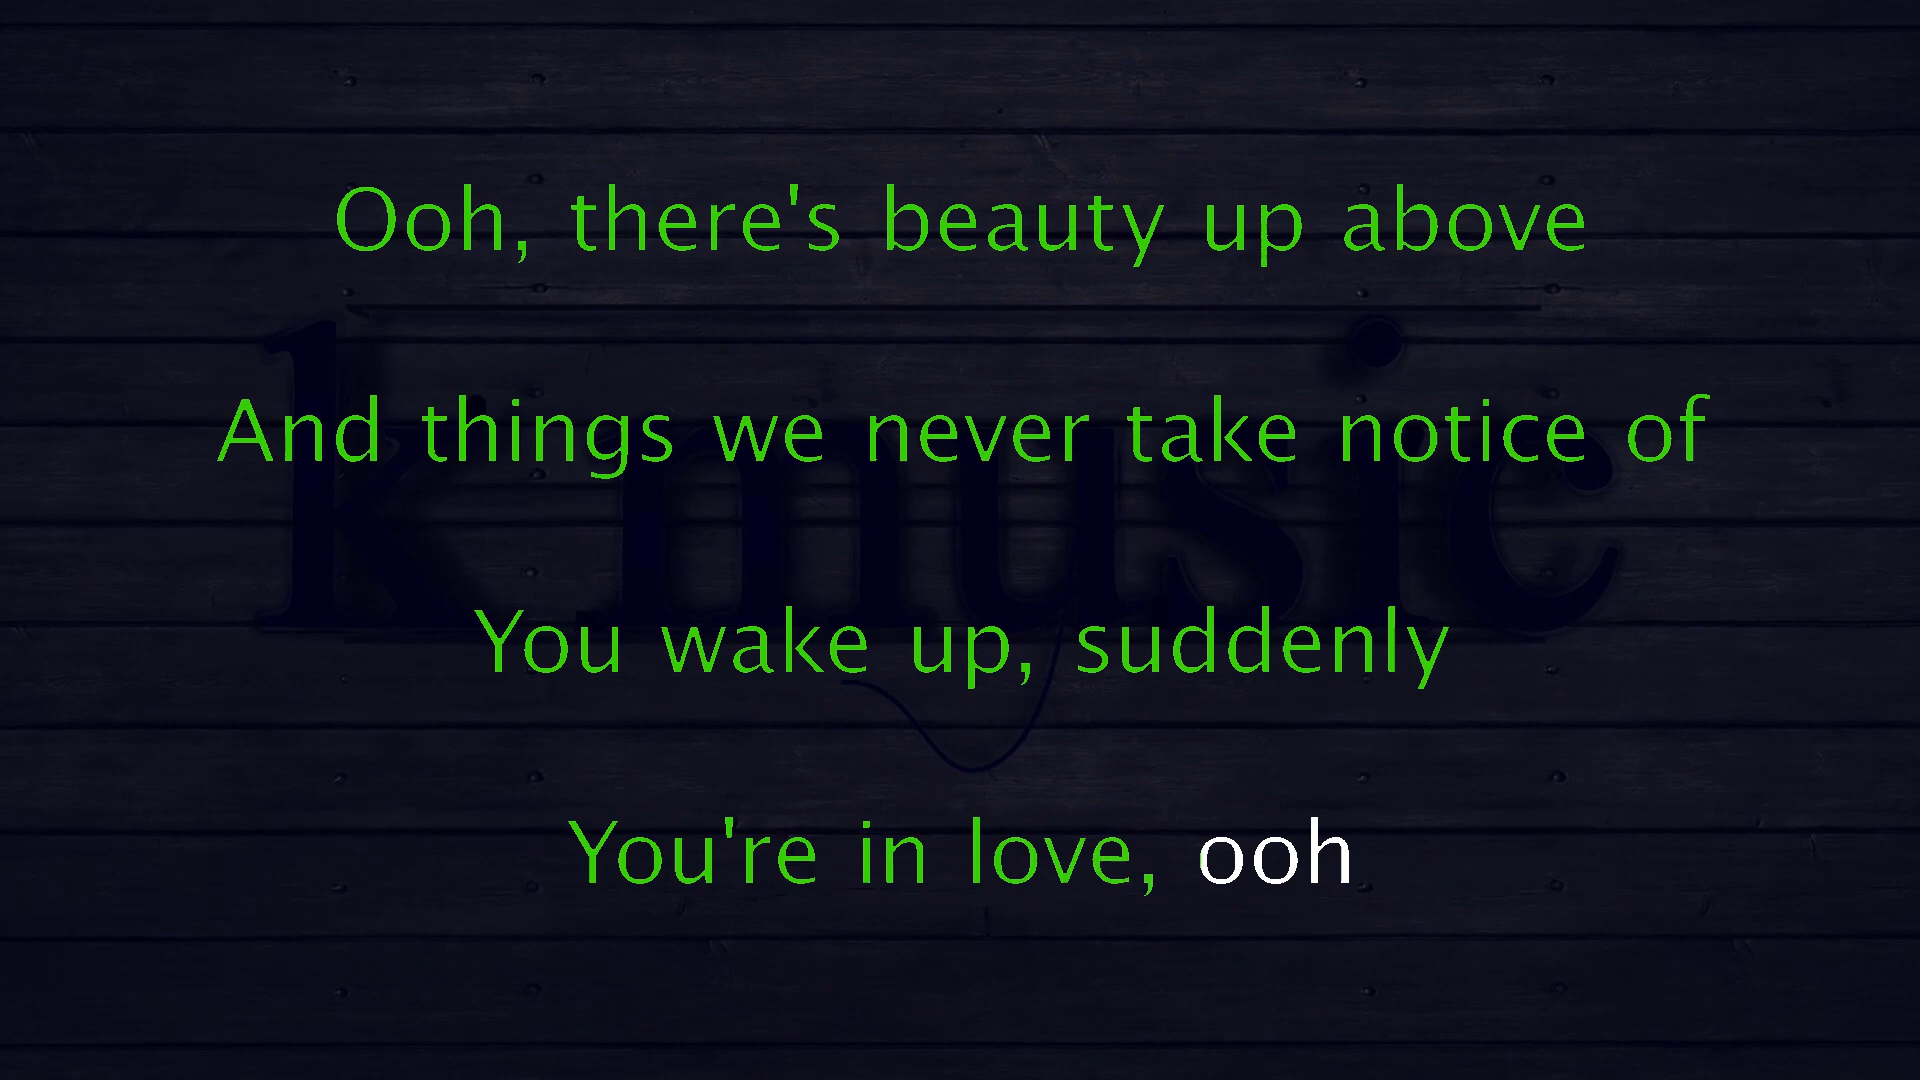 Ooh, there's beauty up above
k music
And things we never take notice of
You wake up, suddenly
You're in love, ooh